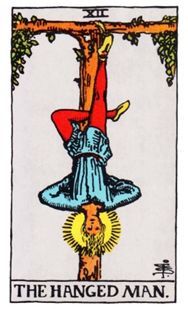 XII
THE HANGED MAN.